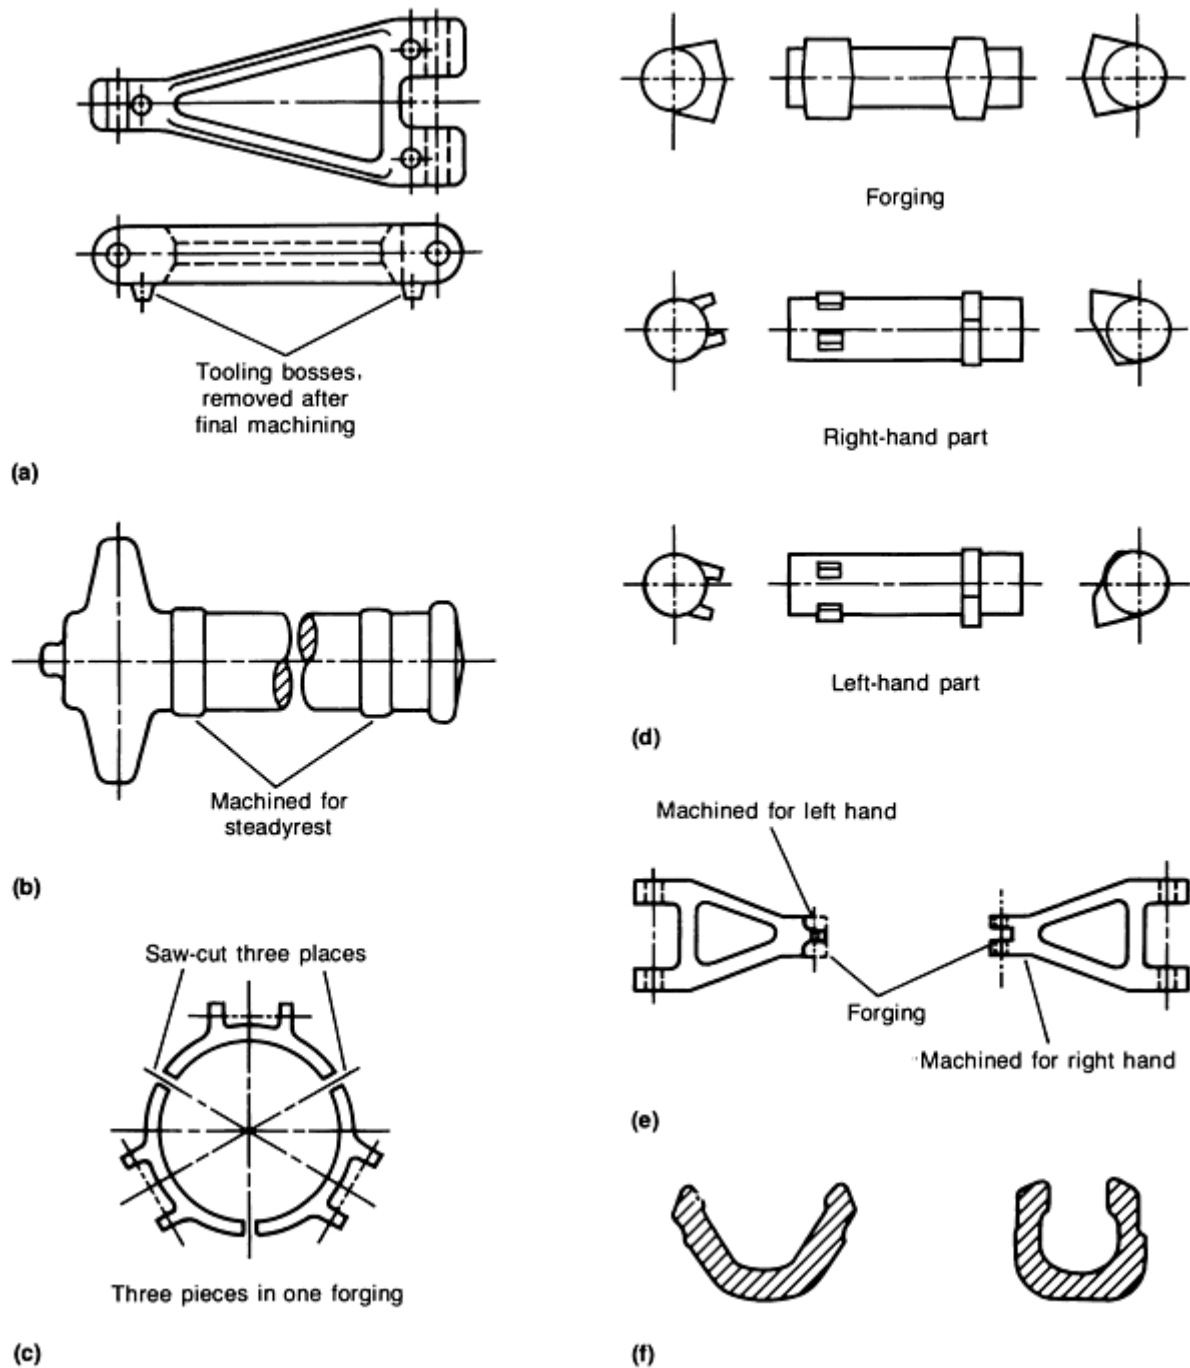 Tooling bosses,
removed after
final machining
(a)
Machined for
steadyrest
(b)
Saw-cut three places
Three pieces in one forging
(c)
Forging
Right-hand part
Left-hand part
(d)
Machined for left hand
Forging
Machined for right hand
(e)
(f)